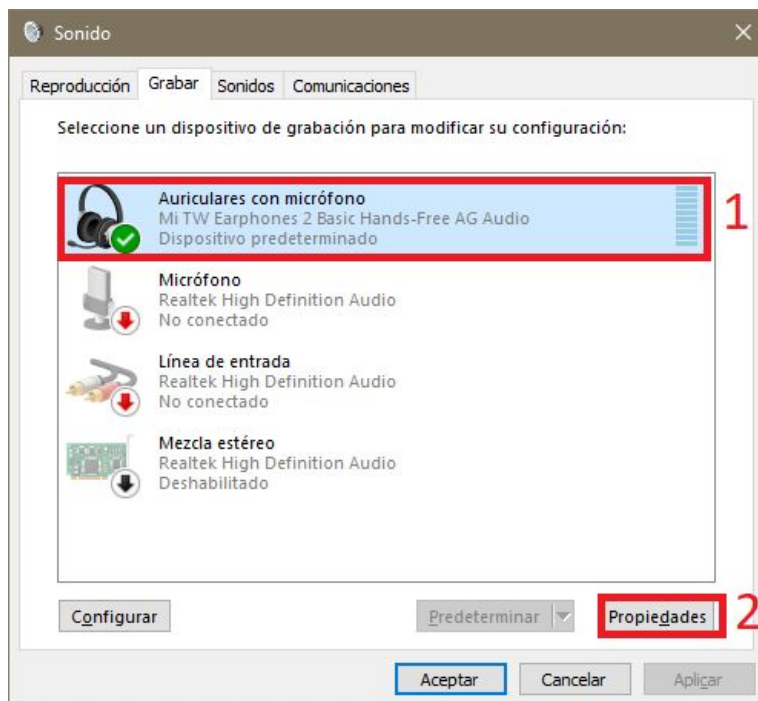 Sonido
Reproducción Grabar Sonidos Comunicaciones
Seleccione un dispositivo de grabación para modificar su configuración:
Auriculares con micrófono
Mi TW Earphones 2 Basic Hands-Free AG Audio
Dispositivo predeterminado
1
Micrófono
Realtek High Definition Audio
No conectado
Línea de entrada
Realtek High Definition Audio
No conectado
Mezcla estéreo
Realtek High Definition Audio
Deshabilitado
Configurar Predeterminar Propiedades 2
Aceptar Cancelar Aplicar